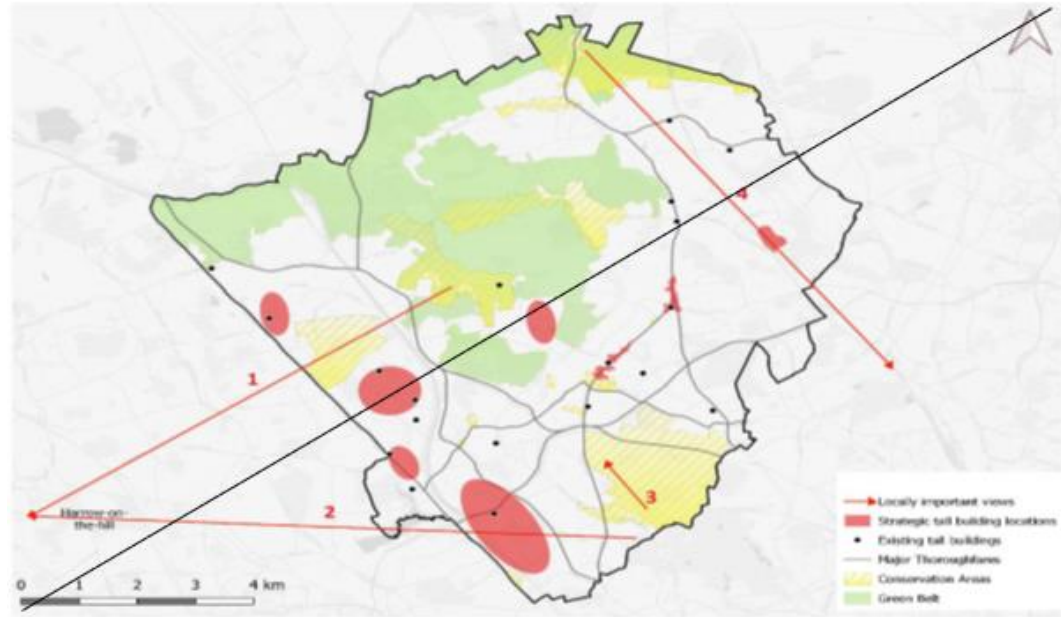 4
1
Harrow-on-
the-hill
2
3
0 1 2 3 4 km
Locally important views
Strategic tall building locations
Existing tall buildings
Major Thoroughfares
Conservation Areas
Green Belt